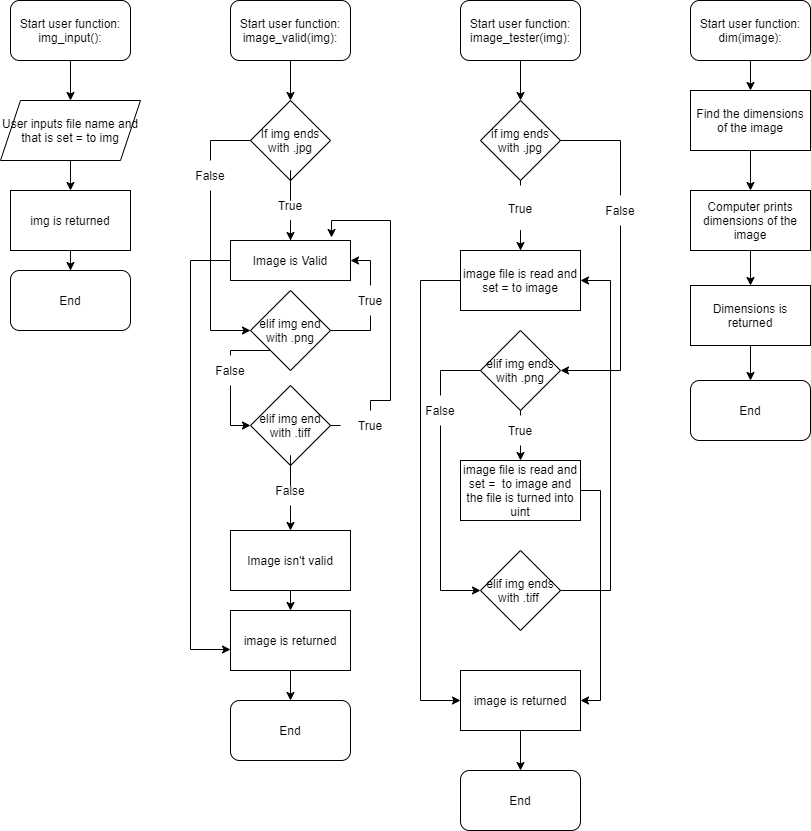 Start user function:
img_input():
User inputs file name and
that is set = to img
img is returned
End
Start user function:
image_valid(img):
If img ends
with .jpg
False
True
Image is Valid
elif img end
with .png
True
False
elif img end
with .tiff
True
False
Image isn't valid
image is returned
End
Start user function:
image_tester(img):
if img ends
with .jpg
True
False
image file is read and
set = to image
elif img ends
with .png
False
True
image file is read and
set =  to image and
the file is turned into
uint
elif img ends
with .tiff
image is returned
End
Start user function:
dim(image):
Find the dimensions
of the image
Computer prints
dimensions of the
image
Dimensions is
returned
End